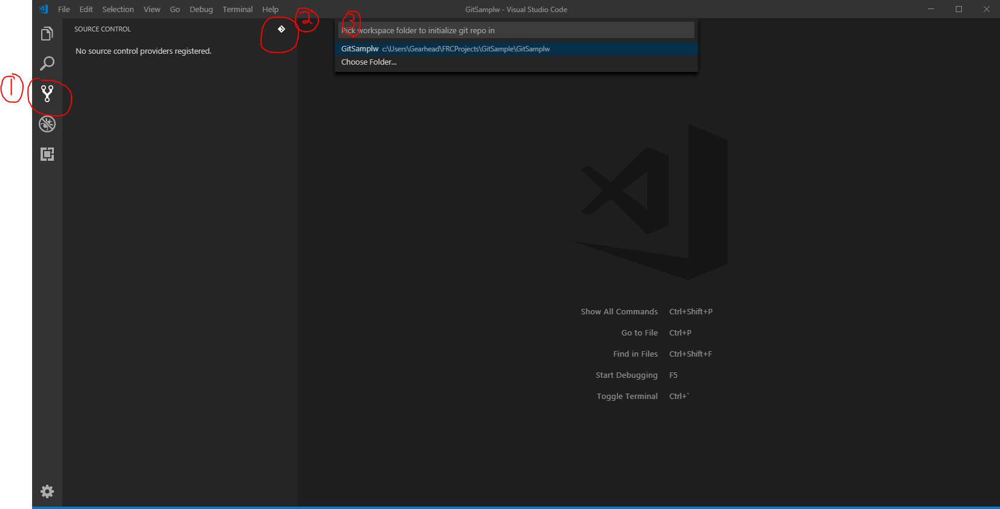 File Edit Selection View Go Debug Terminal Help
GitSamplw - Visual Studio Code
2
3
SOURCE CONTROL
Pick workspace folder to initialize git repo in
No source control providers registered.
GitSamplw c:\Users\Gearhead\FRCProjects\GitSample\GitSamplw
Choose Folder...
1
Show All Commands Ctrl+Shift+P
Go to File Ctrl+P
Find in Files Ctrl+Shift+F
Start Debugging F5
Toggle Terminal Ctrl+`